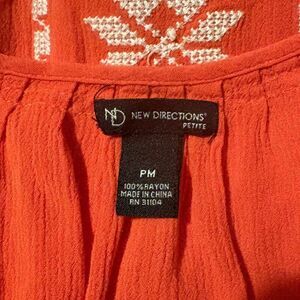 ND NEW DIRECTIONS®
PETITE
PM
100% RAYON
MADE IN CHINA
RN 31104